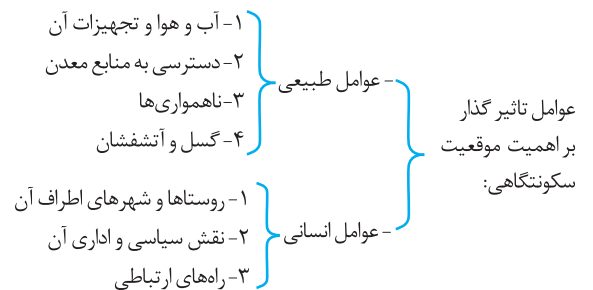 عوامل تاثیر گذار
بر اهمیت موقعیت
سکونتگاهی:
- عوامل طبیعی
۱- آب و هوا و تجهیزات آن
۲- دسترسی به منابع معدن
۳- ناهمواری‌ها
۴- گسل و آتشفشان
- عوامل انسانی
۱- روستاها و شهرهای اطراف آن
۲- نقش سیاسی و اداری آن
۳- راه‌های ارتباطی